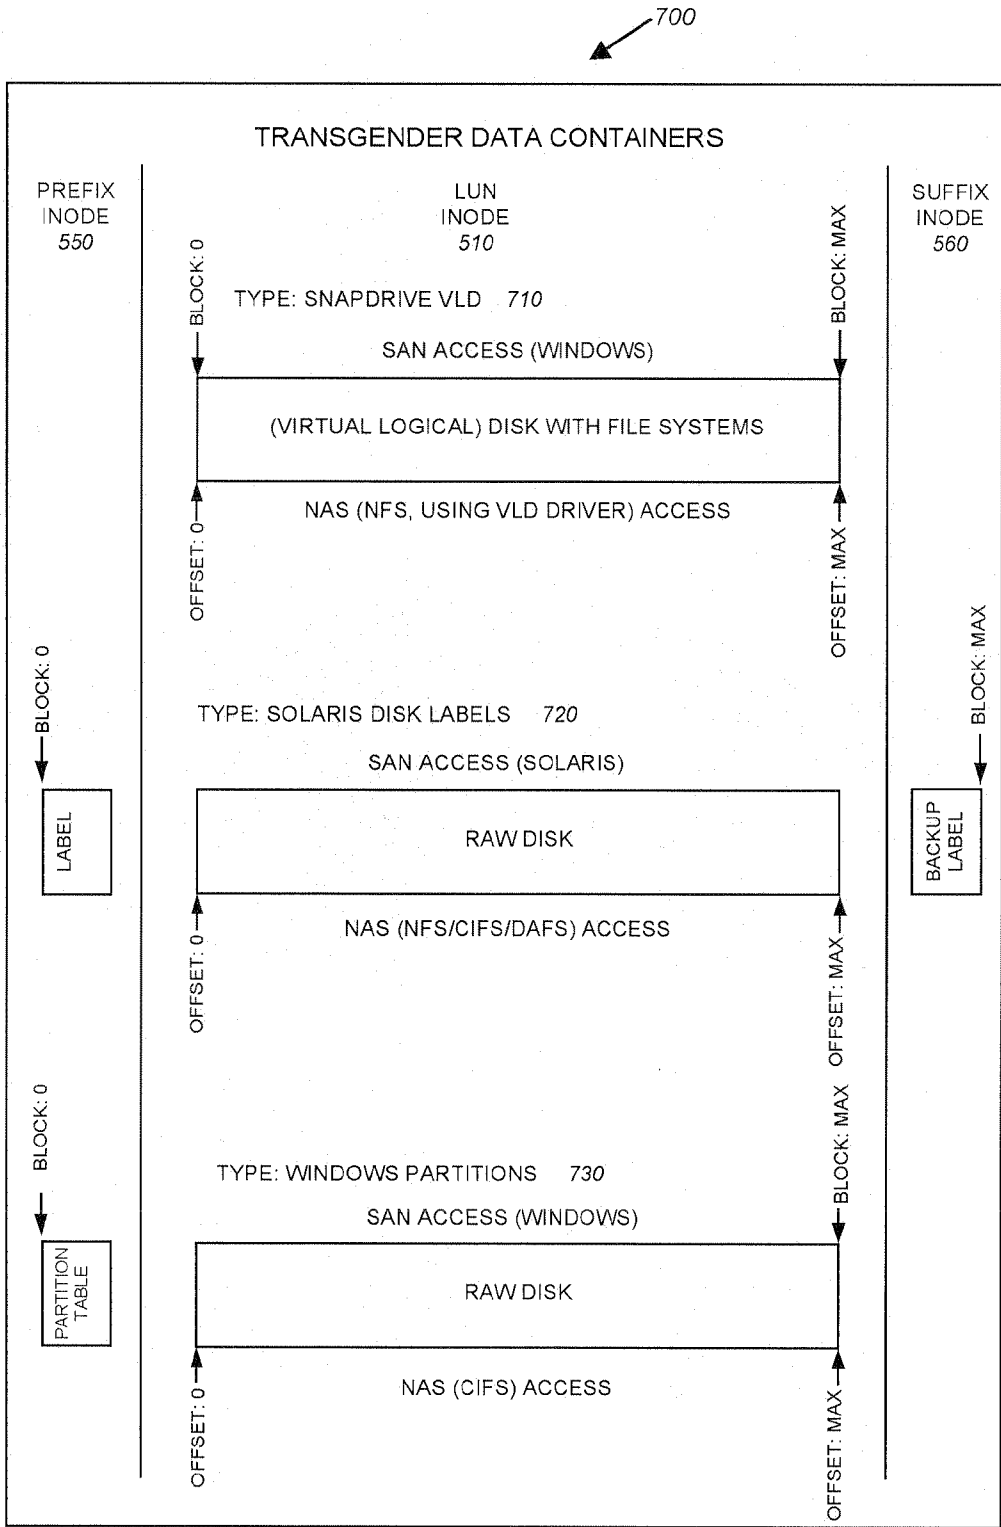 700
TRANSGENDER DATA CONTAINERS
PREFIX
INODE
550
LUN
INODE
510
SUFFIX
INODE
560
BLOCK: 0
BLOCK: MAX
TYPE: SNAPDRIVE VLD 710
SAN ACCESS (WINDOWS)
(VIRTUAL LOGICAL) DISK WITH FILE SYSTEMS
NAS (NFS, USING VLD DRIVER) ACCESS
OFFSET: 0
OFFSET: MAX
BLOCK: 0
BLOCK: MAX
TYPE: SOLARIS DISK LABELS 720
SAN ACCESS (SOLARIS)
LABEL
RAW DISK
BACKUP
LABEL
NAS (NFS/CIFS/DAFS) ACCESS
OFFSET: 0
OFFSET: MAX
BLOCK: 0
BLOCK: MAX
TYPE: WINDOWS PARTITIONS 730
SAN ACCESS (WINDOWS)
PARTITION
TABLE
RAW DISK
NAS (CIFS) ACCESS
OFFSET: 0
OFFSET: MAX